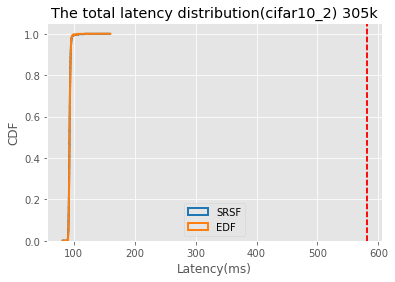 The total latency distribution(cifar10_2) 305k
1.0
0.8
0.6
0.4
0.2
0.0
CDF
SRSF
EDF
100 200 300 400 500 600
Latency(ms)